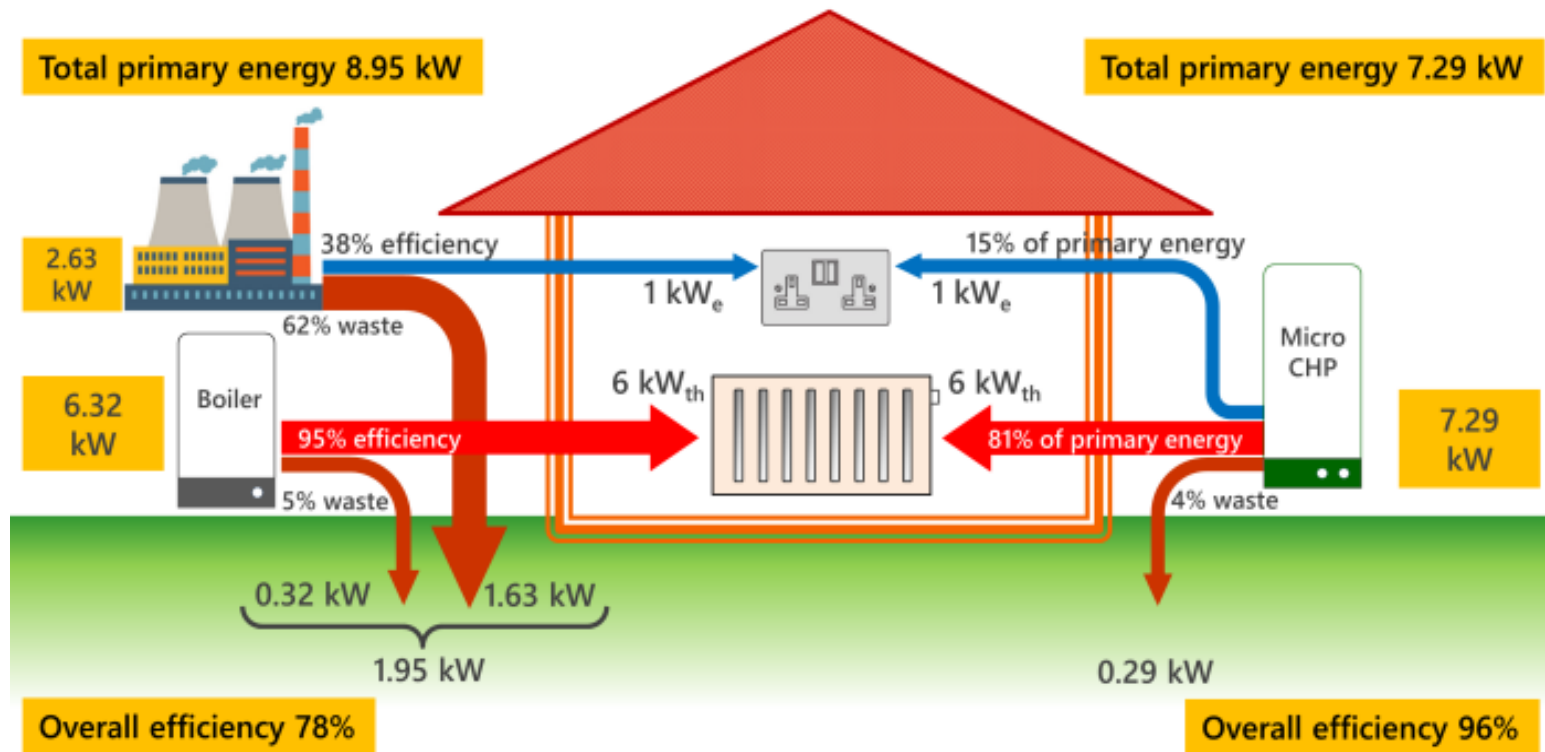 Total primary energy 8.95 kW
Total primary energy 7.29 kW
38% efficiency
15% of primary energy
2.63
kW
1 kWe
1 kWe
62% waste
Micro
CHP
Boiler
6 kWth
6 kWth
6.32
kW
95% efficiency
81% of primary energy
7.29
kW
5% waste
4% waste
0.32 kW
1.63 kW
1.95 kW
0.29 kW
Overall efficiency 78%
Overall efficiency 96%